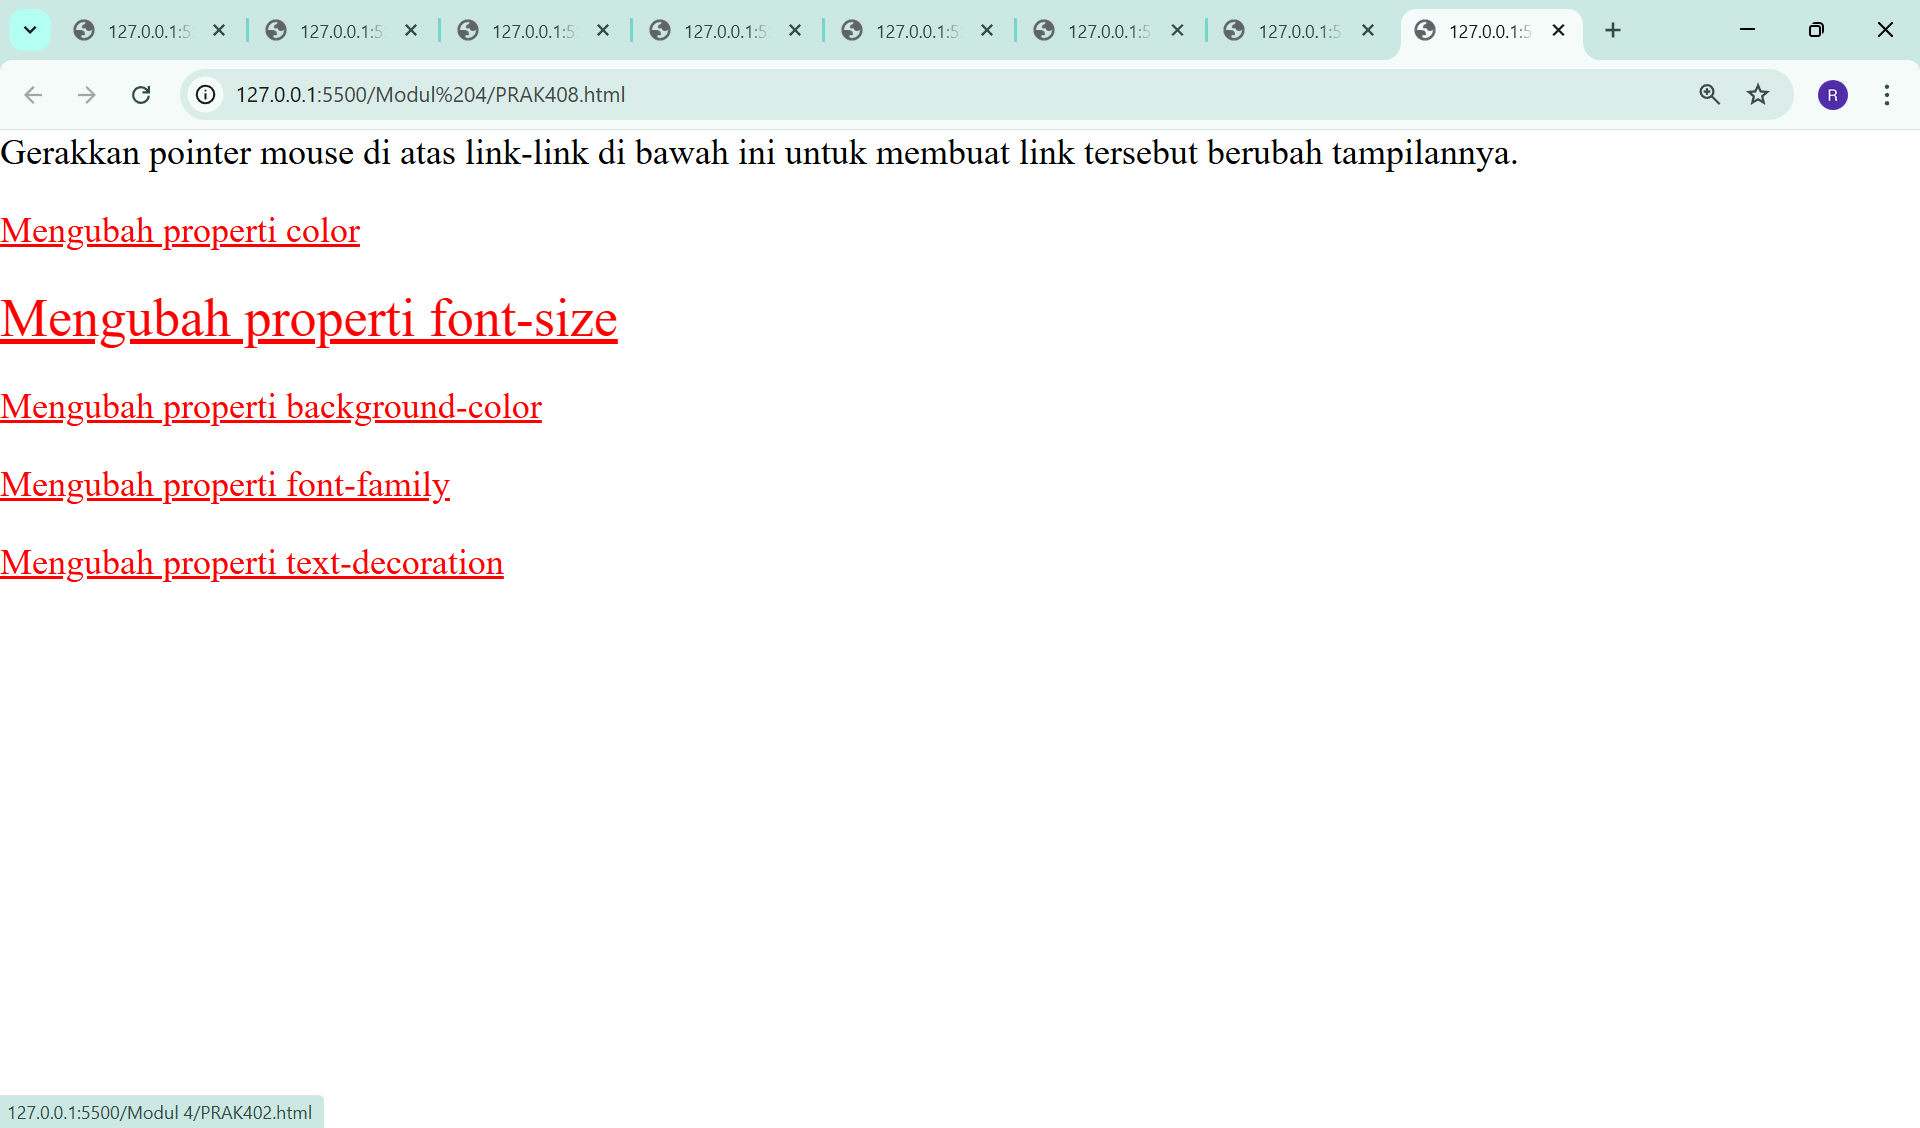 127.0.0.1:5 127.0.0.1:5 127.0.0.1:5 127.0.0.1:5 127.0.0.1:5 127.0.0.1:5 127.0.0.1:5 127.0.0.1:5
127.0.0.1:5500/Modul%204/PRAK408.html R
Gerakkan pointer mouse di atas link-link di bawah ini untuk membuat link tersebut berubah tampilannya.
Mengubah properti color
Mengubah properti font-size
Mengubah properti background-color
Mengubah properti font-family
Mengubah properti text-decoration
127.0.0.1:5500/Modul 4/PRAK402.html